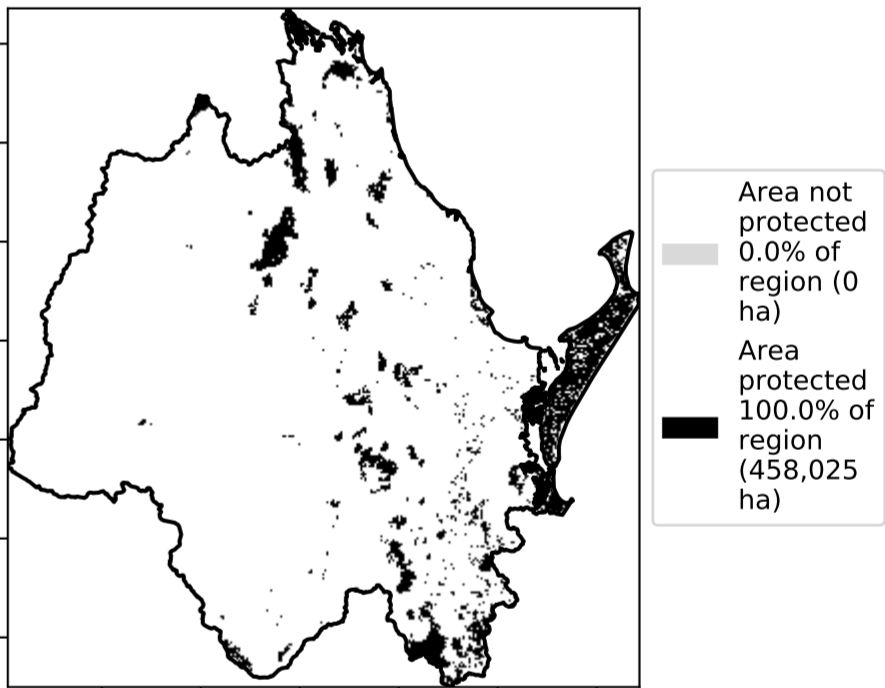 Area not
protected
0.0% of
region (0
ha)
Area
protected
100.0% of
region
(458,025
ha)